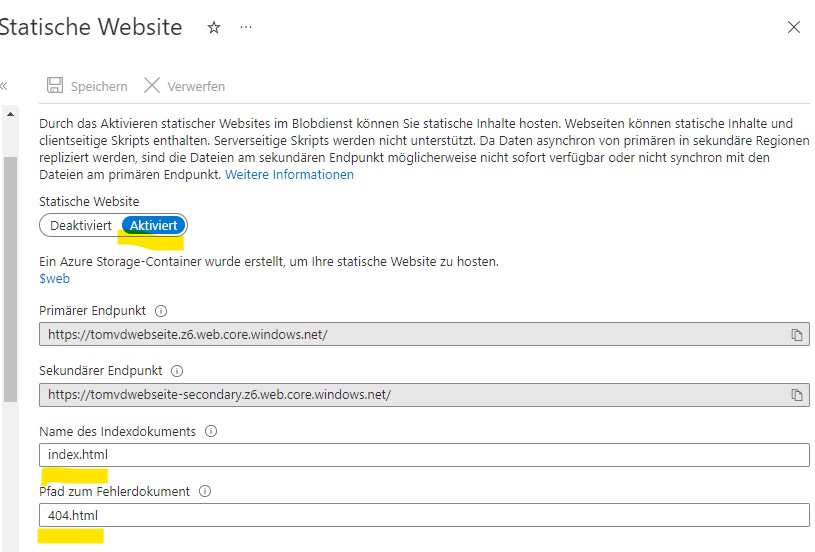 Statische Website
Speichern Verwerfen
Durch das Aktivieren statischer Websites im Blobdienst können Sie statische Inhalte hosten. Webseiten können statische Inhalte und
clientseitige Skripts enthalten. Serverseitige Skripts werden nicht unterstützt. Da Daten asynchron von primären in sekundäre Regionen
repliziert werden, sind die Dateien am sekundären Endpunkt möglicherweise nicht sofort verfügbar oder nicht synchron mit den
Dateien am primären Endpunkt. Weitere Informationen
Statische Website
Deaktiviert Aktiviert
Ein Azure Storage-Container wurde erstellt, um Ihre statische Website zu hosten.
$web
Primärer Endpunkt
https://tomvdwebseite.z6.web.core.windows.net/
Sekundärer Endpunkt
https://tomvdwebseite-secondary.z6.web.core.windows.net/
Name des Indexdokuments
index.html
Pfad zum Fehlerdokument
404.html